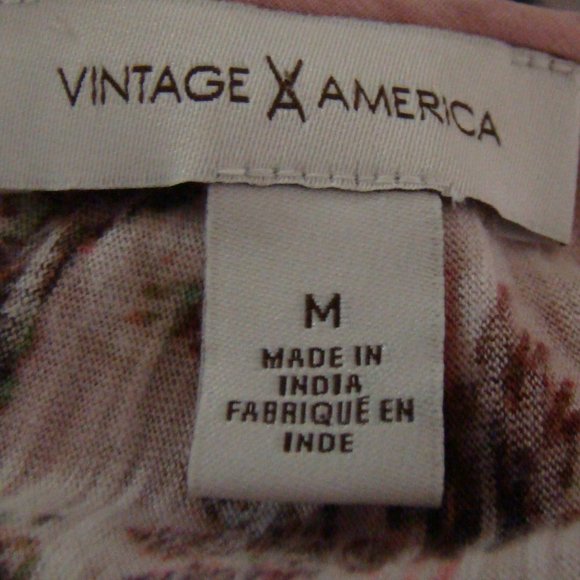 VINTAGE AMERICA
M
MADE IN
INDIA
FABRIQUÉ EN
INDE